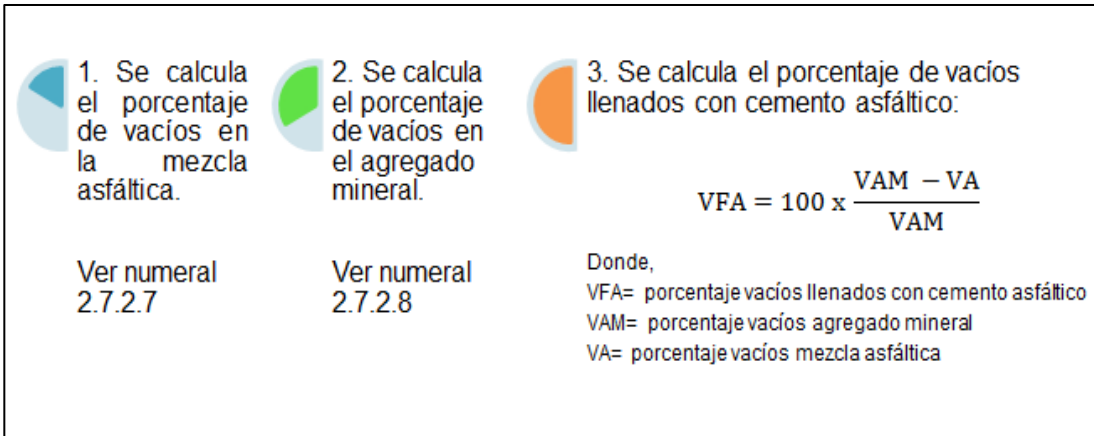 1. Se calcula
el porcentaje
de vacíos en
la mezcla
asfáltica.
Ver numeral
2.7.2.7
2. Se calcula
el porcentaje
de vacíos en
el agregado
mineral.
Ver numeral
2.7.2.8
3. Se calcula el porcentaje de vacíos
llenados con cemento asfáltico:
VFA = 100 x (VAM − VA) / VAM
Donde,
VFA= porcentaje vacíos llenados con cemento asfáltico
VAM= porcentaje vacíos agregado mineral
VA= porcentaje vacíos mezcla asfáltica